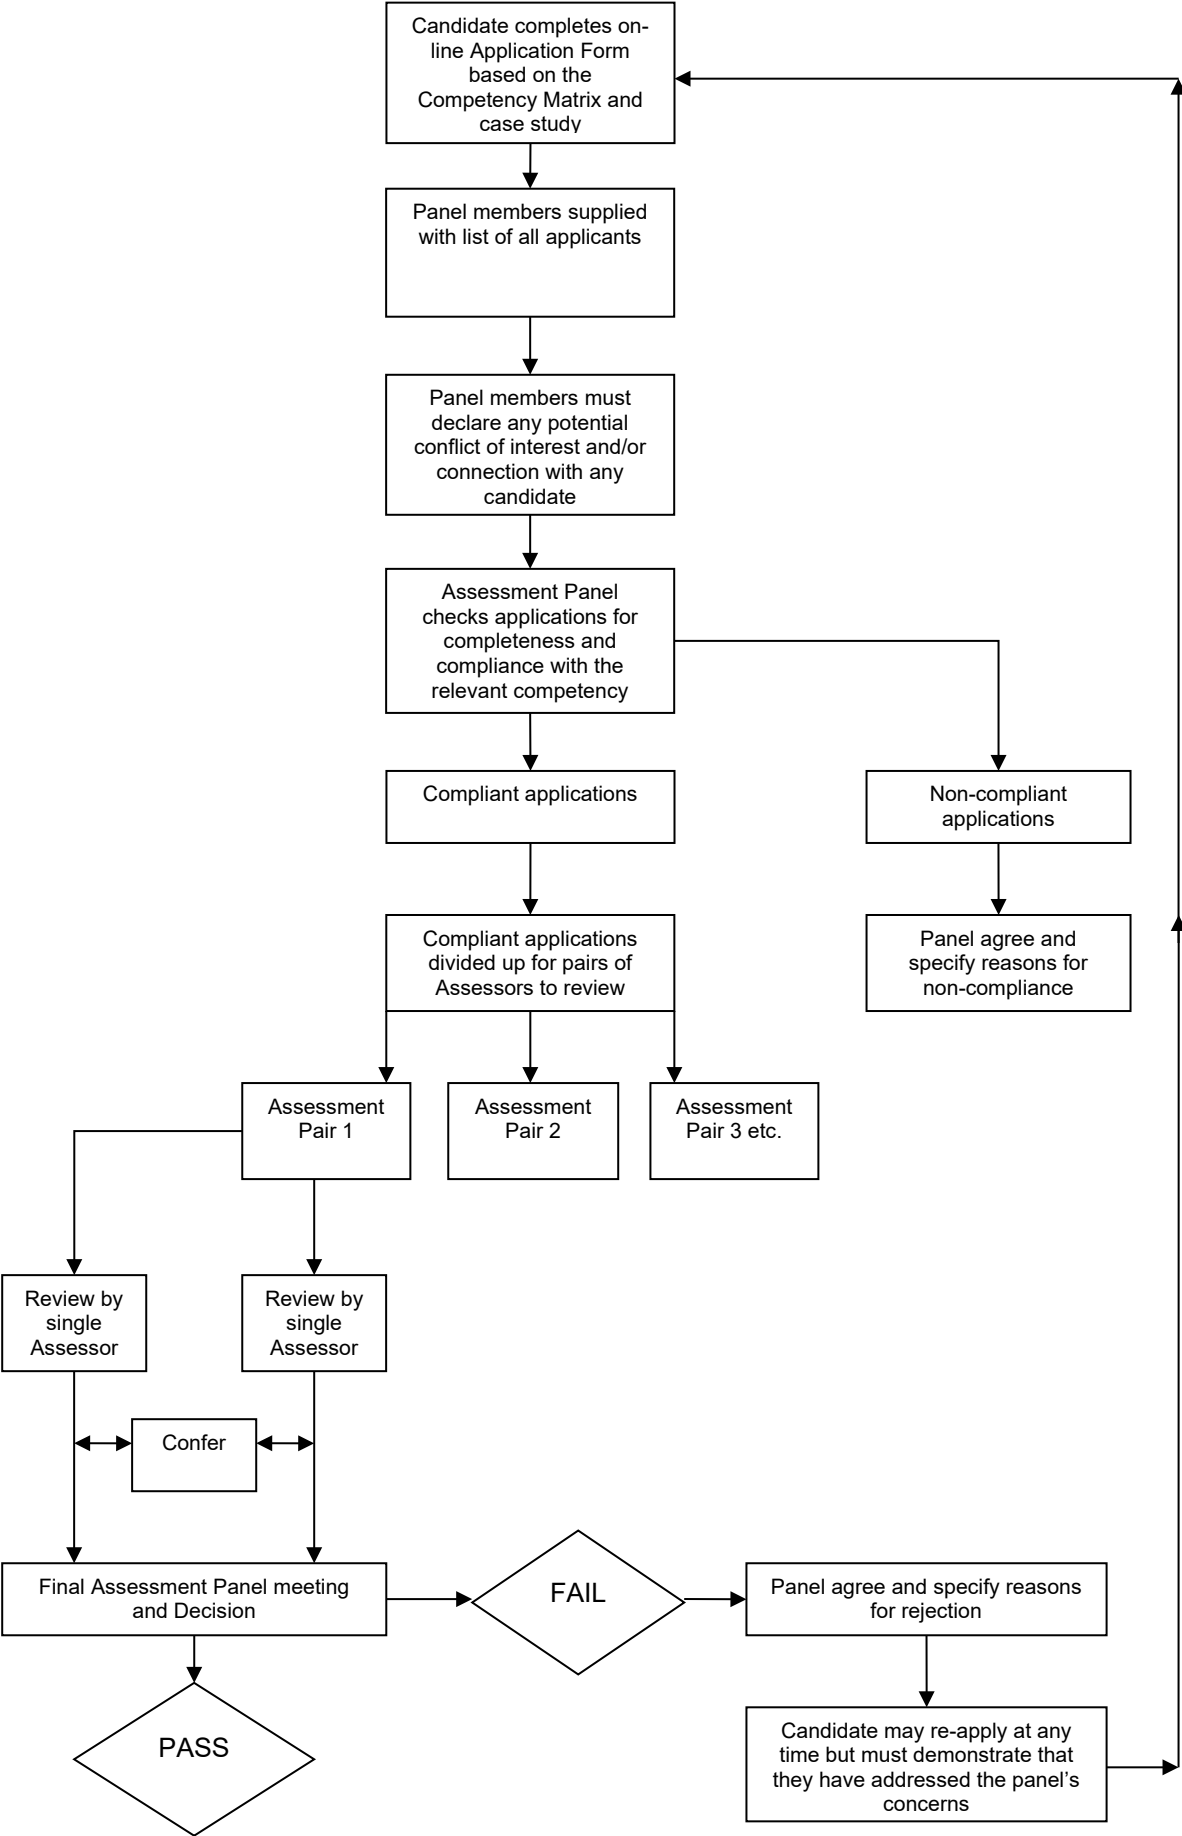 Candidate completes on-
line Application Form
based on the
Competency Matrix and
case study
Panel members supplied
with list of all applicants
Panel members must
declare any potential
conflict of interest and/or
connection with any
candidate
Assessment Panel
checks applications for
completeness and
compliance with the
relevant competency
Compliant applications
Non-compliant
applications
Compliant applications
divided up for pairs of
Assessors to review
Panel agree and
specify reasons for
non-compliance
Assessment
Pair 1
Assessment
Pair 2
Assessment
Pair 3 etc.
Review by
single
Assessor
Review by
single
Assessor
Confer
Final Assessment Panel meeting
and Decision
FAIL
Panel agree and specify reasons
for rejection
PASS
Candidate may re-apply at any
time but must demonstrate that
they have addressed the panel’s
concerns